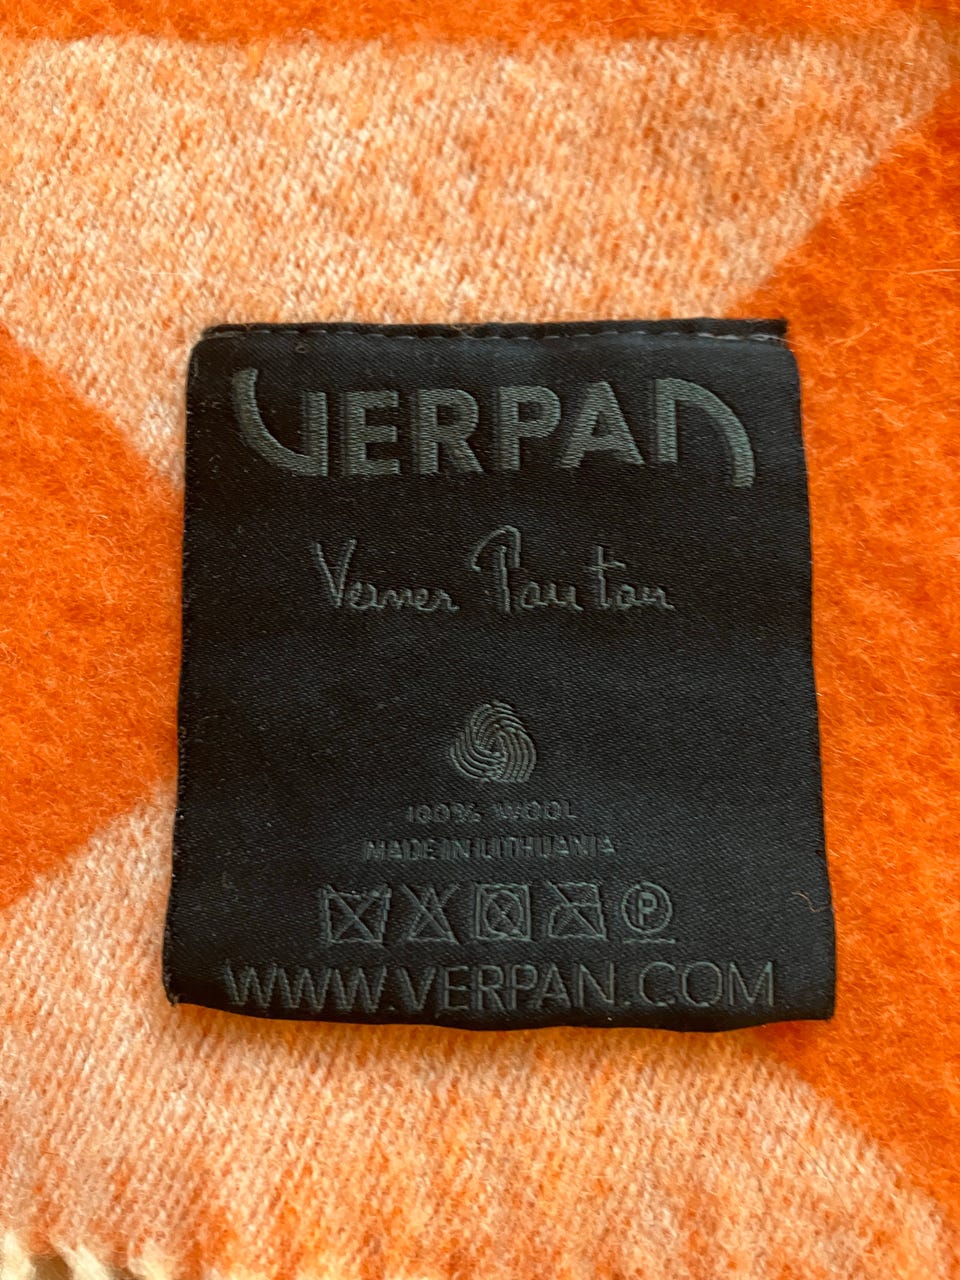 VERPAN
Verner Panton
100% WOOL
MADE IN LITHUANIA
P
WWW.VERPAN.COM